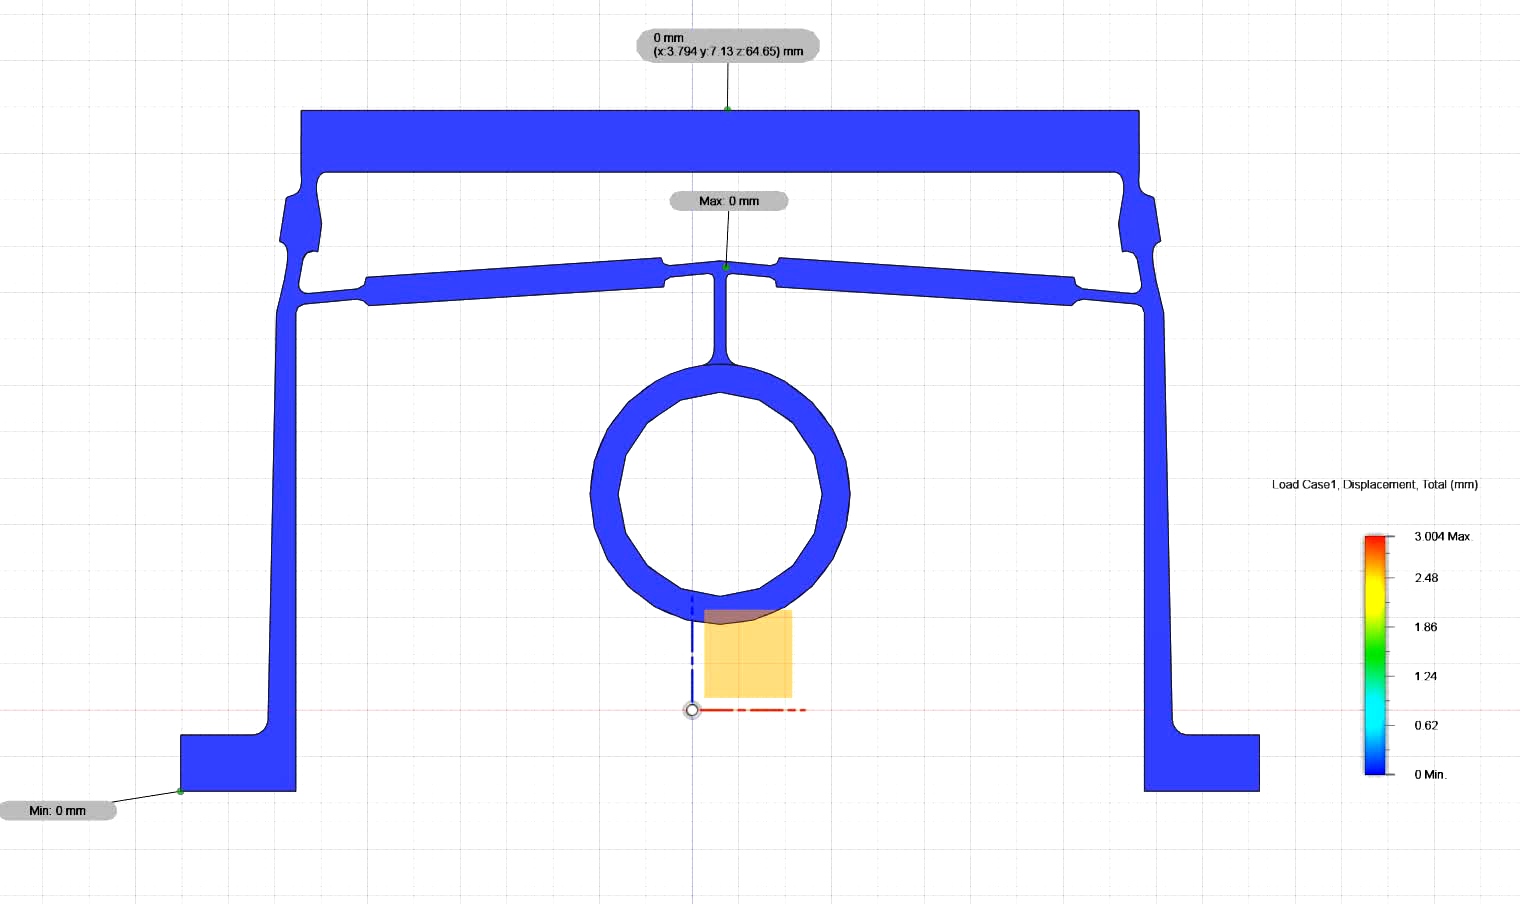 0 mm
(x:3.794 y:7.13 z:64.65) mm
Max: 0 mm
Load Case1, Displacement, Total (mm)
3.004 Max.
2.48
1.86
1.24
0.62
0 Min.
Min: 0 mm